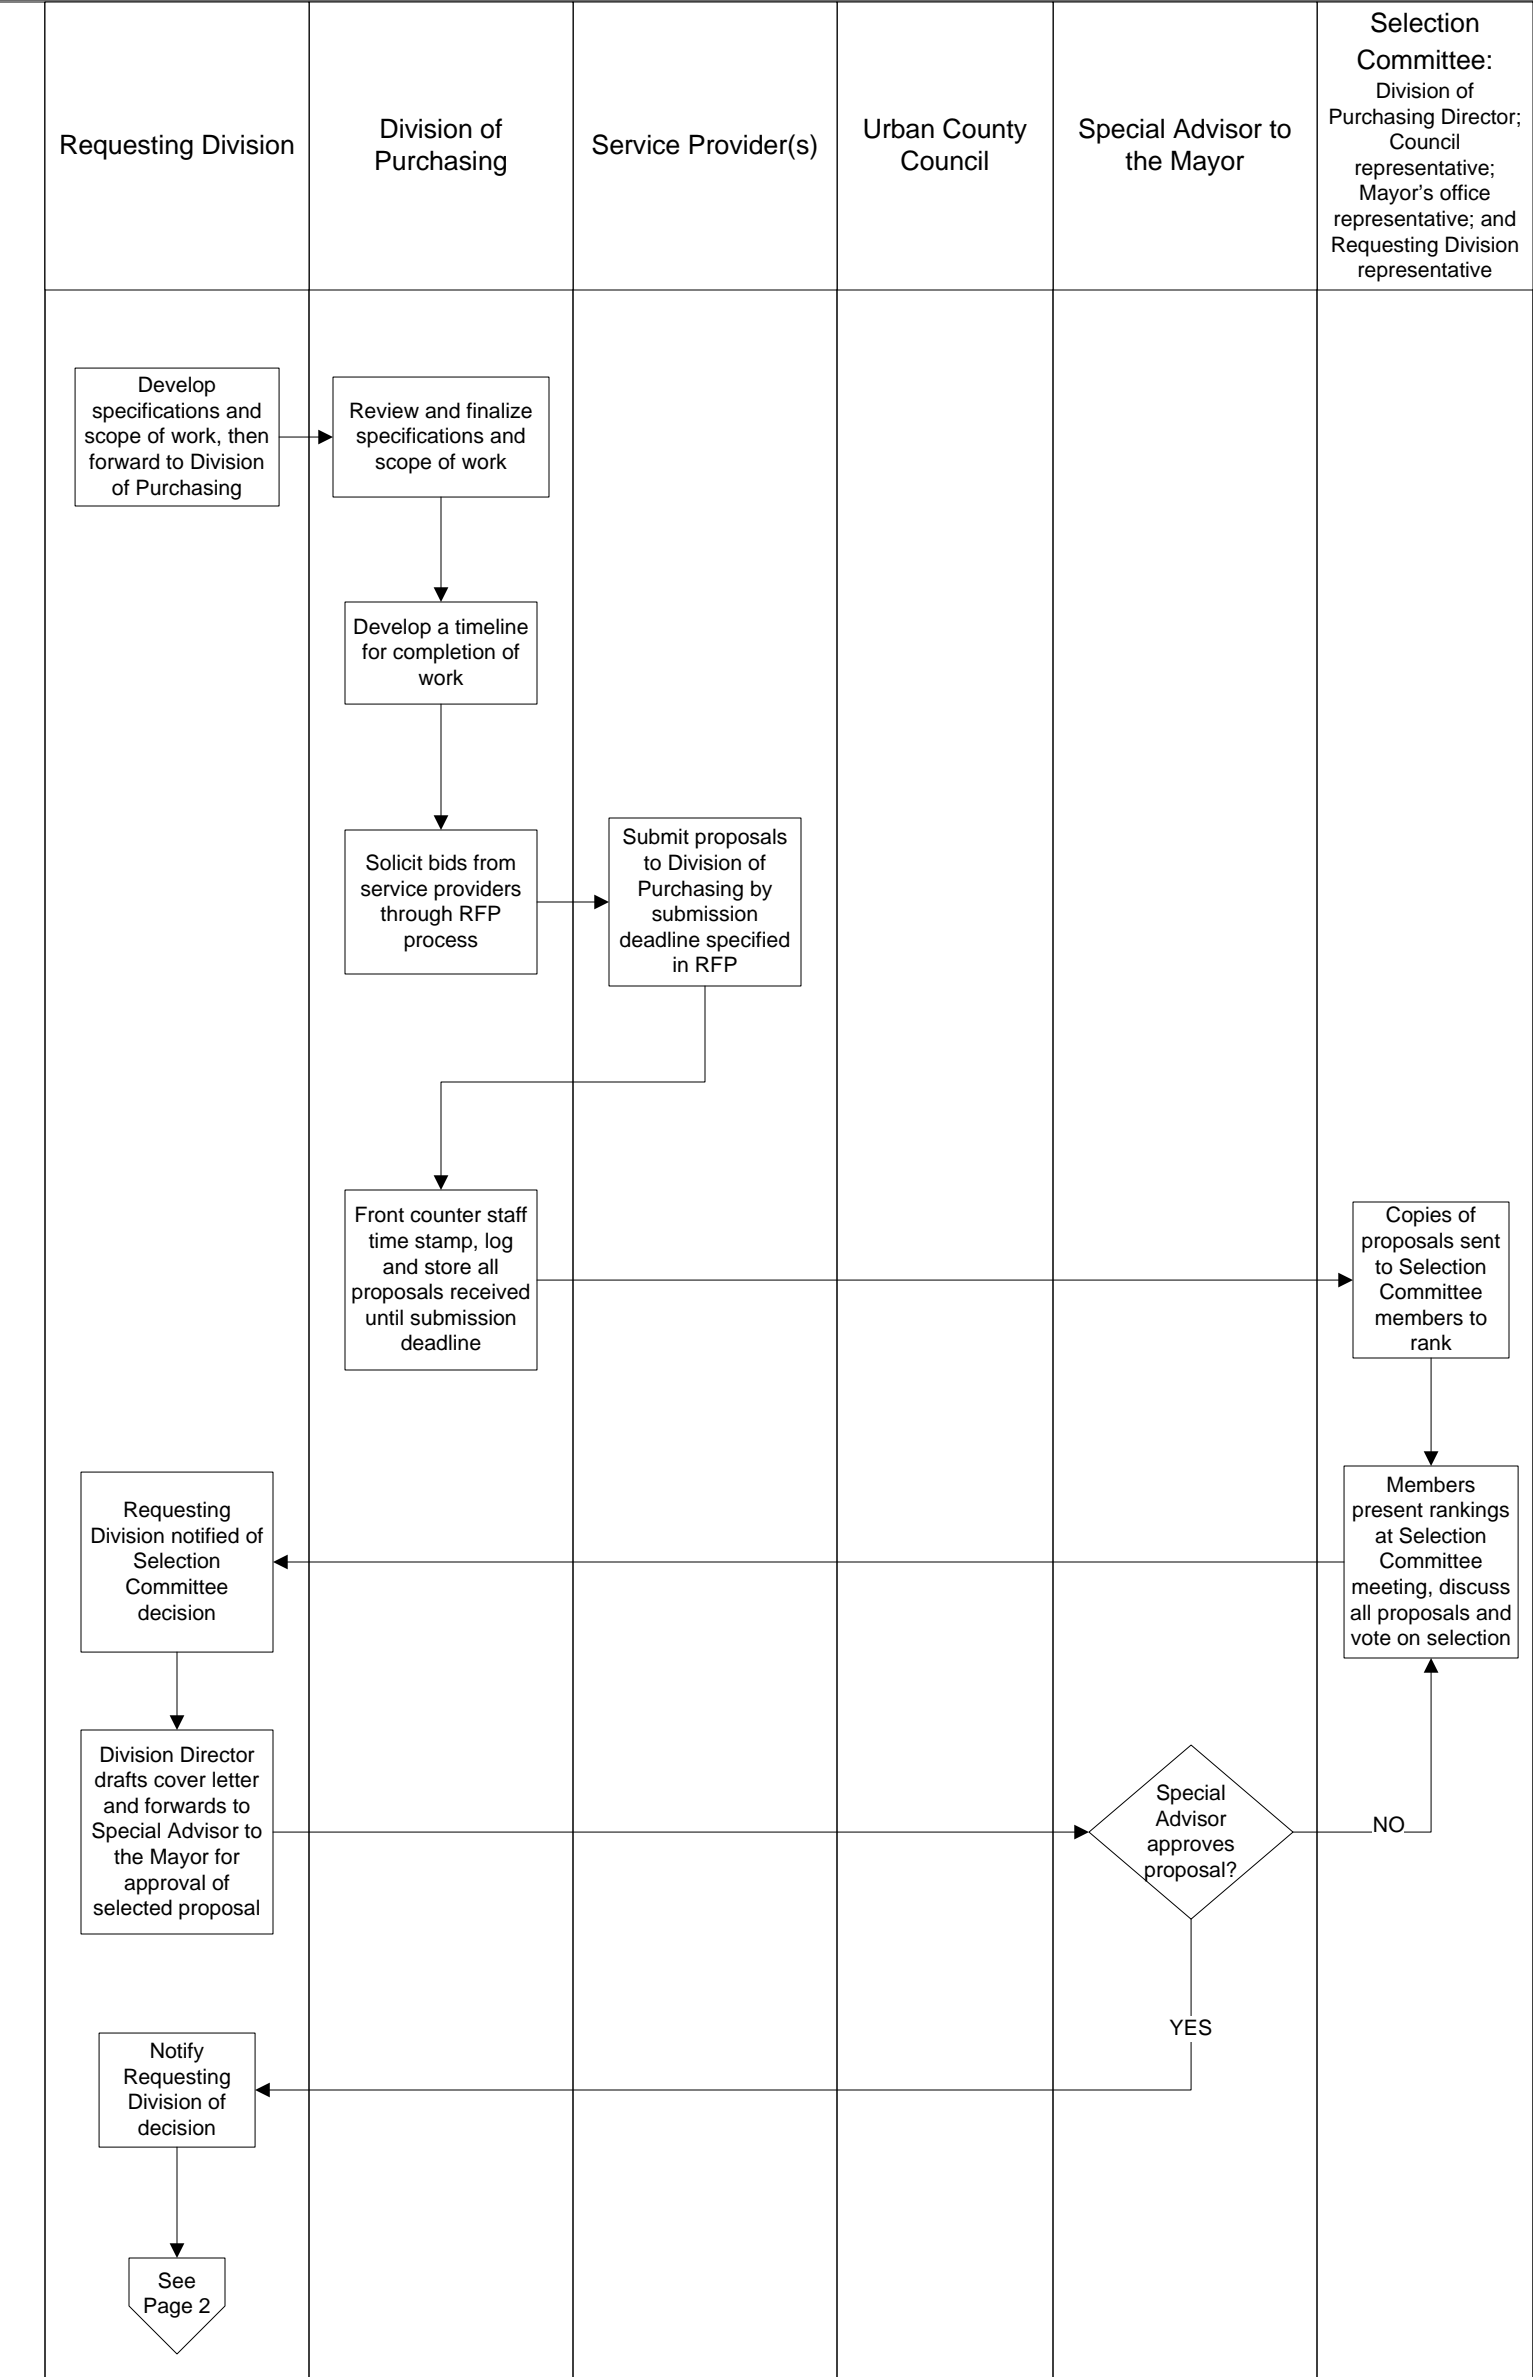 Requesting Division
Division of
Purchasing
Service Provider(s)
Urban County
Council
Special Advisor to
the Mayor
Selection
Committee:
Division of
Purchasing Director;
Council
representative;
Mayor’s office
representative; and
Requesting Division
representative
Develop
specifications and
scope of work, then
forward to Division
of Purchasing
Review and finalize
specifications and
scope of work
Develop a timeline
for completion of
work
Solicit bids from
service providers
through RFP
process
Submit proposals
to Division of
Purchasing by
submission
deadline specified
in RFP
Front counter staff
time stamp, log
and store all
proposals received
until submission
deadline
Copies of
proposals sent
to Selection
Committee
members to
rank
Members
present rankings
at Selection
Committee
meeting, discuss
all proposals and
vote on selection
Requesting
Division notified of
Selection
Committee
decision
Division Director
drafts cover letter
and forwards to
Special Advisor to
the Mayor for
approval of
selected proposal
Special
Advisor
approves
proposal?
NO
YES
Notify
Requesting
Division of
decision
See
Page 2